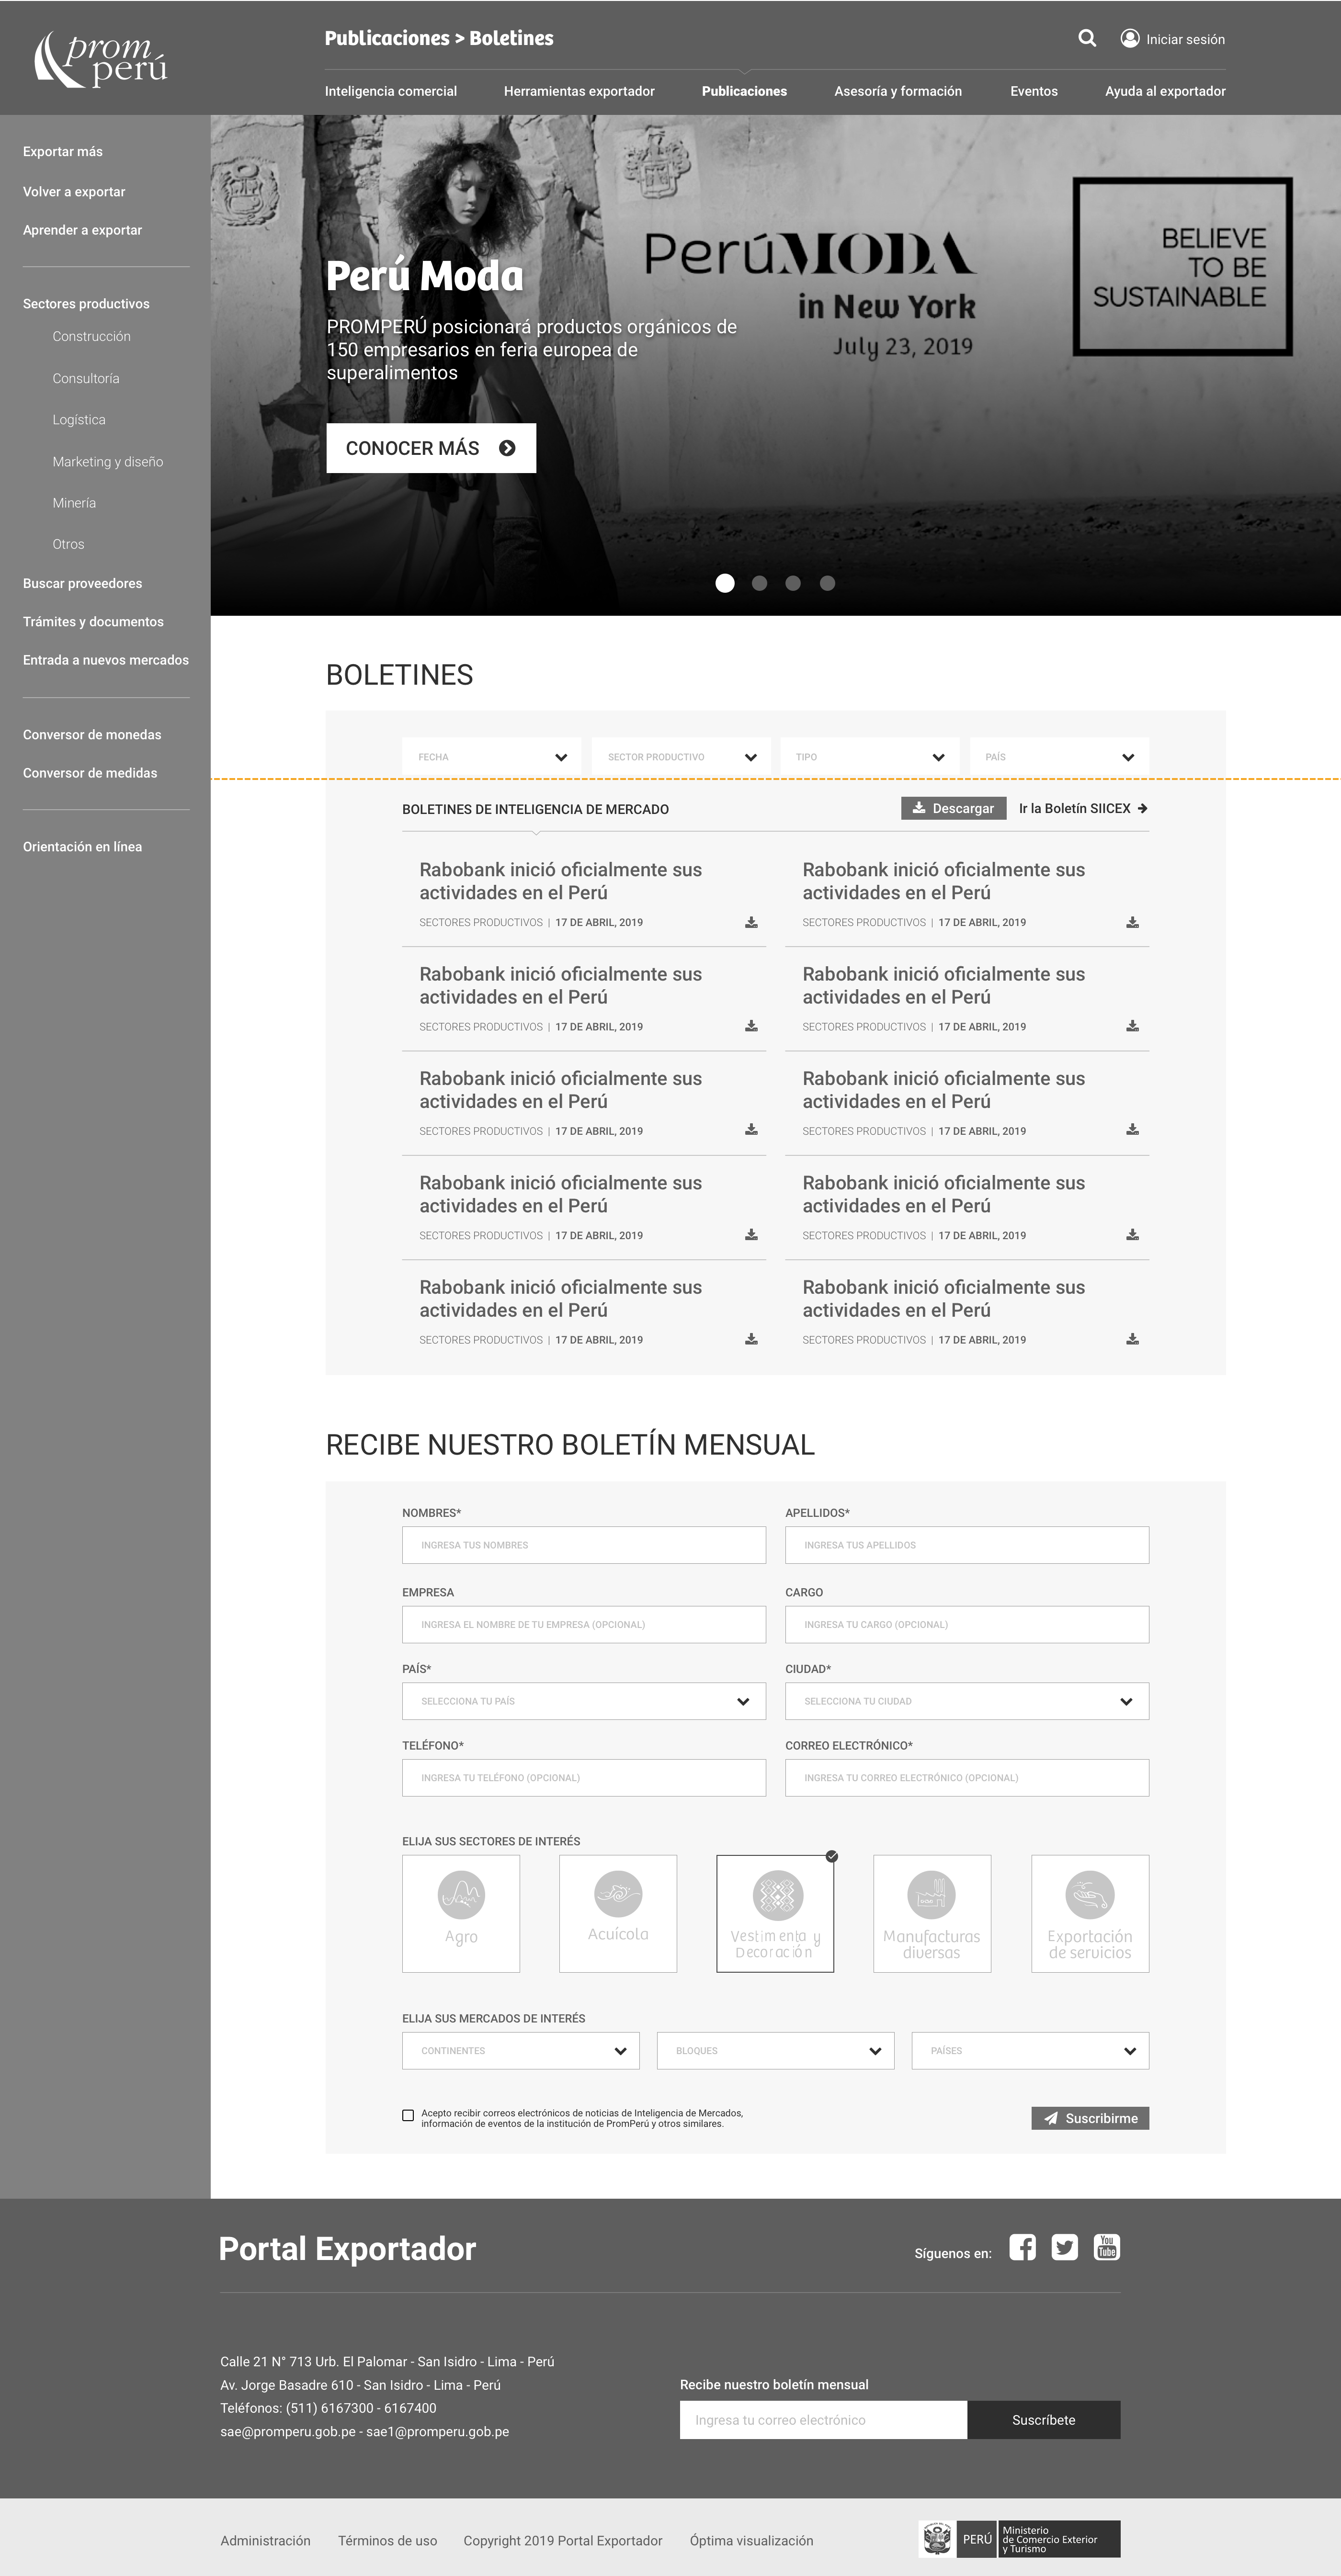 prom
perú
Publicaciones > Boletines
Iniciar sesión
Inteligencia comercial
Herramientas exportador
Publicaciones
Asesoría y formación
Eventos
Ayuda al exportador
Exportar más
Volver a exportar
Aprender a exportar
Sectores productivos
Construcción
Consultoría
Logística
Marketing y diseño
Minería
Otros
Buscar proveedores
Trámites y documentos
Entrada a nuevos mercados
Conversor de monedas
Conversor de medidas
Orientación en línea
Perú Moda
PROMPERÚ posicionará productos orgánicos de
150 empresarios en feria europea de
superalimentos
CONOCER MÁS
PerúMODA
in New York
July 23, 2019
BELIEVE
TO BE
SUSTAINABLE
BOLETINES
FECHA
SECTOR PRODUCTIVO
TIPO
PAÍS
BOLETINES DE INTELIGENCIA DE MERCADO
Descargar
Ir la Boletín SIICEX
Rabobank inició oficialmente sus
actividades en el Perú
SECTORES PRODUCTIVOS | 17 DE ABRIL, 2019
Rabobank inició oficialmente sus
actividades en el Perú
SECTORES PRODUCTIVOS | 17 DE ABRIL, 2019
Rabobank inició oficialmente sus
actividades en el Perú
SECTORES PRODUCTIVOS | 17 DE ABRIL, 2019
Rabobank inició oficialmente sus
actividades en el Perú
SECTORES PRODUCTIVOS | 17 DE ABRIL, 2019
Rabobank inició oficialmente sus
actividades en el Perú
SECTORES PRODUCTIVOS | 17 DE ABRIL, 2019
Rabobank inició oficialmente sus
actividades en el Perú
SECTORES PRODUCTIVOS | 17 DE ABRIL, 2019
Rabobank inició oficialmente sus
actividades en el Perú
SECTORES PRODUCTIVOS | 17 DE ABRIL, 2019
Rabobank inició oficialmente sus
actividades en el Perú
SECTORES PRODUCTIVOS | 17 DE ABRIL, 2019
Rabobank inició oficialmente sus
actividades en el Perú
SECTORES PRODUCTIVOS | 17 DE ABRIL, 2019
Rabobank inició oficialmente sus
actividades en el Perú
SECTORES PRODUCTIVOS | 17 DE ABRIL, 2019
RECIBE NUESTRO BOLETÍN MENSUAL
NOMBRES*
INGRESA TUS NOMBRES
APELLIDOS*
INGRESA TUS APELLIDOS
EMPRESA
INGRESA EL NOMBRE DE TU EMPRESA (OPCIONAL)
CARGO
INGRESA TU CARGO (OPCIONAL)
PAÍS*
SELECCIONA TU PAÍS
CIUDAD*
SELECCIONA TU CIUDAD
TELÉFONO*
INGRESA TU TELÉFONO (OPCIONAL)
CORREO ELECTRÓNICO*
INGRESA TU CORREO ELECTRÓNICO (OPCIONAL)
ELIJA SUS SECTORES DE INTERÉS
Agro
Acuícola
Vestimenta y
Decoración
Manufacturas
diversas
Exportación
de servicios
ELIJA SUS MERCADOS DE INTERÉS
CONTINENTES
BLOQUES
PAÍSES
Acepto recibir correos electrónicos de noticias de Inteligencia de Mercados,
información de eventos de la institución de PromPerú y otros similares.
Suscribirme
Portal Exportador
Síguenos en:
You
Tube
Calle 21 N° 713 Urb. El Palomar - San Isidro - Lima - Perú
Av. Jorge Basadre 610 - San Isidro - Lima - Perú
Teléfonos: (511) 6167300 - 6167400
sae@promperu.gob.pe - sae1@promperu.gob.pe
Recibe nuestro boletín mensual
Ingresa tu correo electrónico
Suscríbete
Administración
Términos de uso
Copyright 2019 Portal Exportador
Óptima visualización
PERÚ
Ministerio
de Comercio Exterior
y Turismo